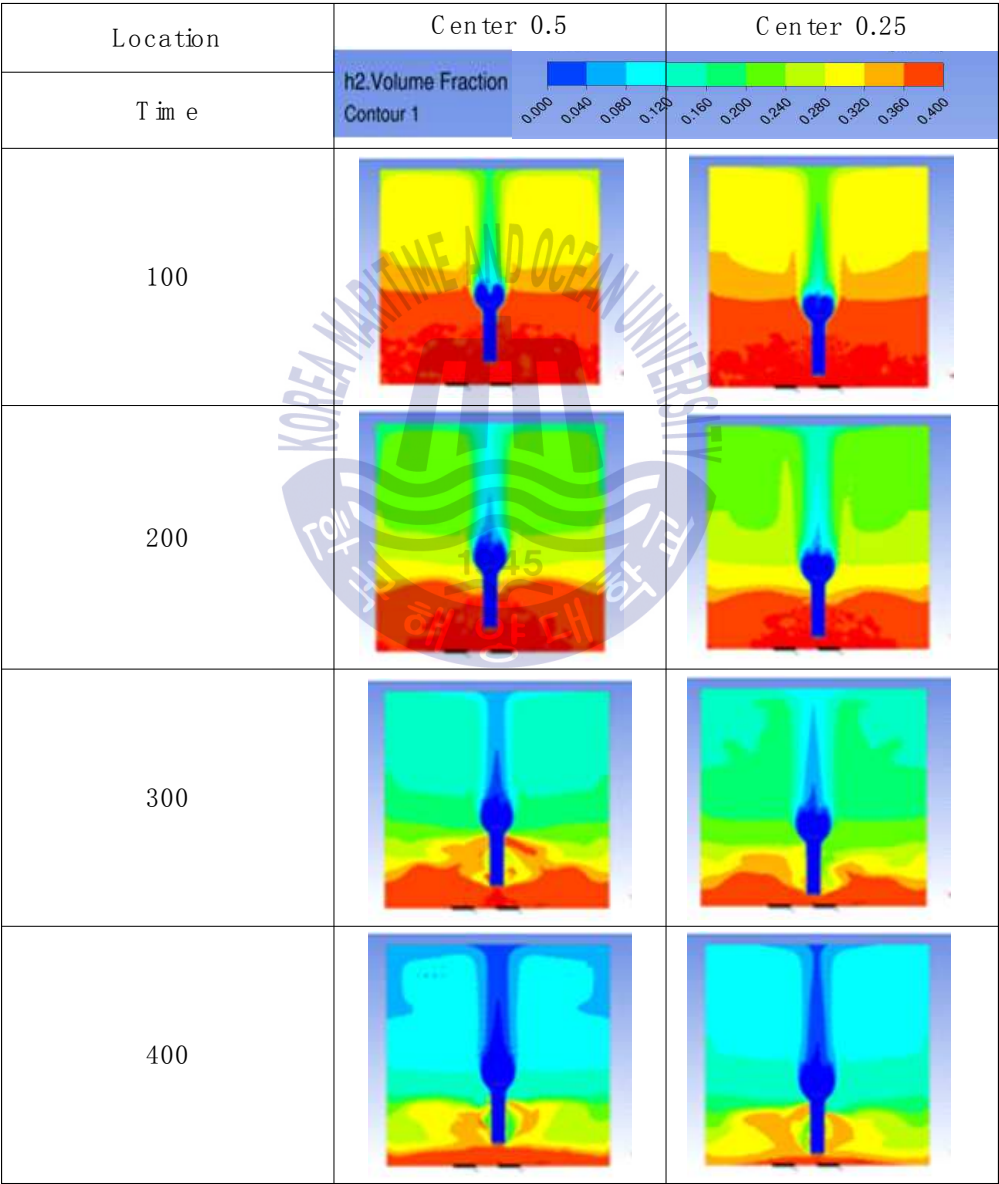 Location
Center 0.5
Center 0.25
Time
h2.Volume Fraction
Contour 1
0.000 0.040 0.080 0.120 0.160 0.200 0.240 0.280 0.320 0.360 0.400
100
200
300
400
KOREA MARITIME AND OCEAN UNIVERSITY
1945